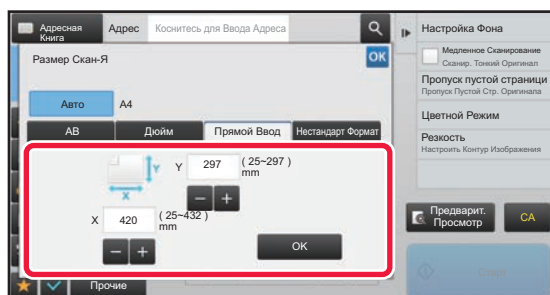 Адресная
Книга
Адрес
Коснитесь для Ввода Адреса
Настройка Фона
Размер Скан-Я
OK
Медленное Сканирование
Сканир. Тонкий Оригинал
Авто
A4
Пропуск пустой страници
Пропуск Пустой Стр. Оригинала
Цветной Режим
AB
Дюйм
Прямой Ввод
Нестандарт Формат
Резкость
Настроить Контур Изображения
Y
Y
297
( 25~297 )
mm
X
X
420
( 25~432 )
mm
OK
Предварит.
Просмотр
CA
Прочие